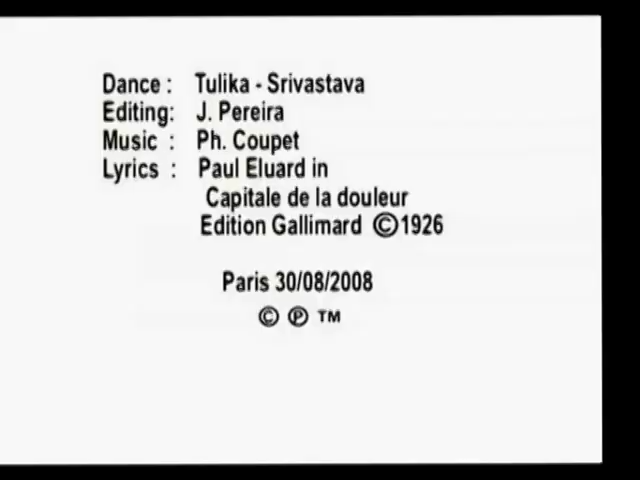 Dance : Tulika - Srivastava
Editing: J. Pereira
Music : Ph. Coupet
Lyrics : Paul Eluard in
Capitale de la douleur
Edition Gallimard ©1926
Paris 30/08/2008
© ℗ ™